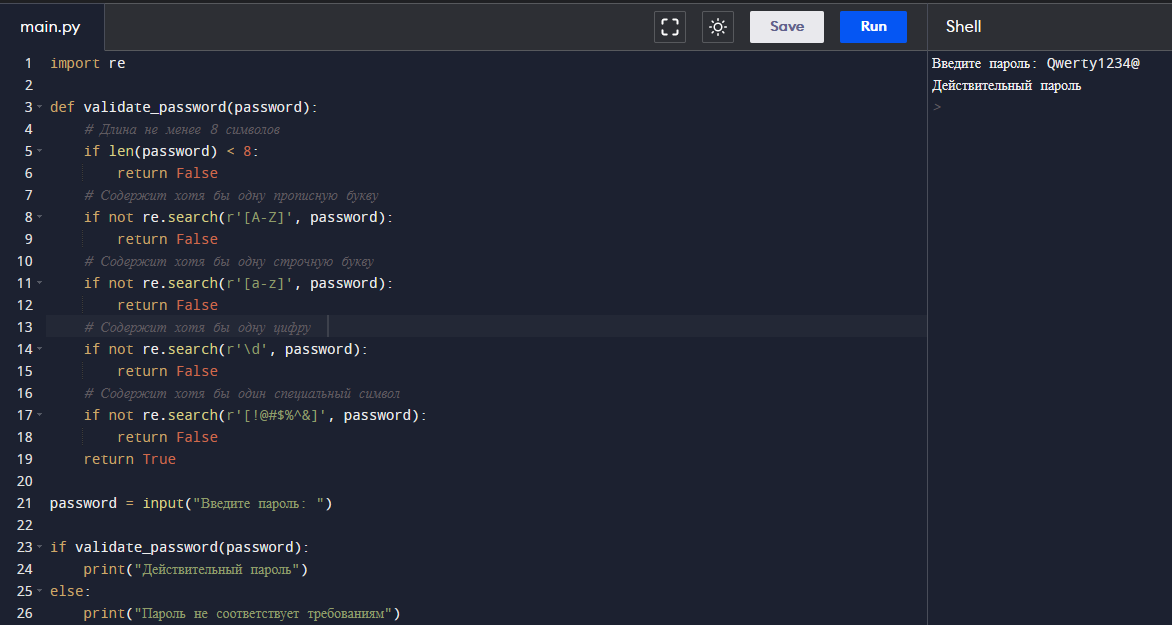 main.py Save Run Shell
1 import re
2
3 def validate_password(password):
4 # Длина не менее 8 символов
5 if len(password) < 8:
6 return False
7 # Содержит хотя бы одну прописную букву
8 if not re.search(r'[A-Z]', password):
9 return False
10 # Содержит хотя бы одну строчную букву
11 if not re.search(r'[a-z]', password):
12 return False
13 # Содержит хотя бы одну цифру
14 if not re.search(r'\d', password):
15 return False
16 # Содержит хотя бы один специальный символ
17 if not re.search(r'[!@#$%^&]', password):
18 return False
19 return True
20
21 password = input("Введите пароль: ")
22
23 if validate_password(password):
24 print("Действительный пароль")
25 else:
26 print("Пароль не соответствует требованиям")
Введите пароль: Qwerty1234@
Действительный пароль
>